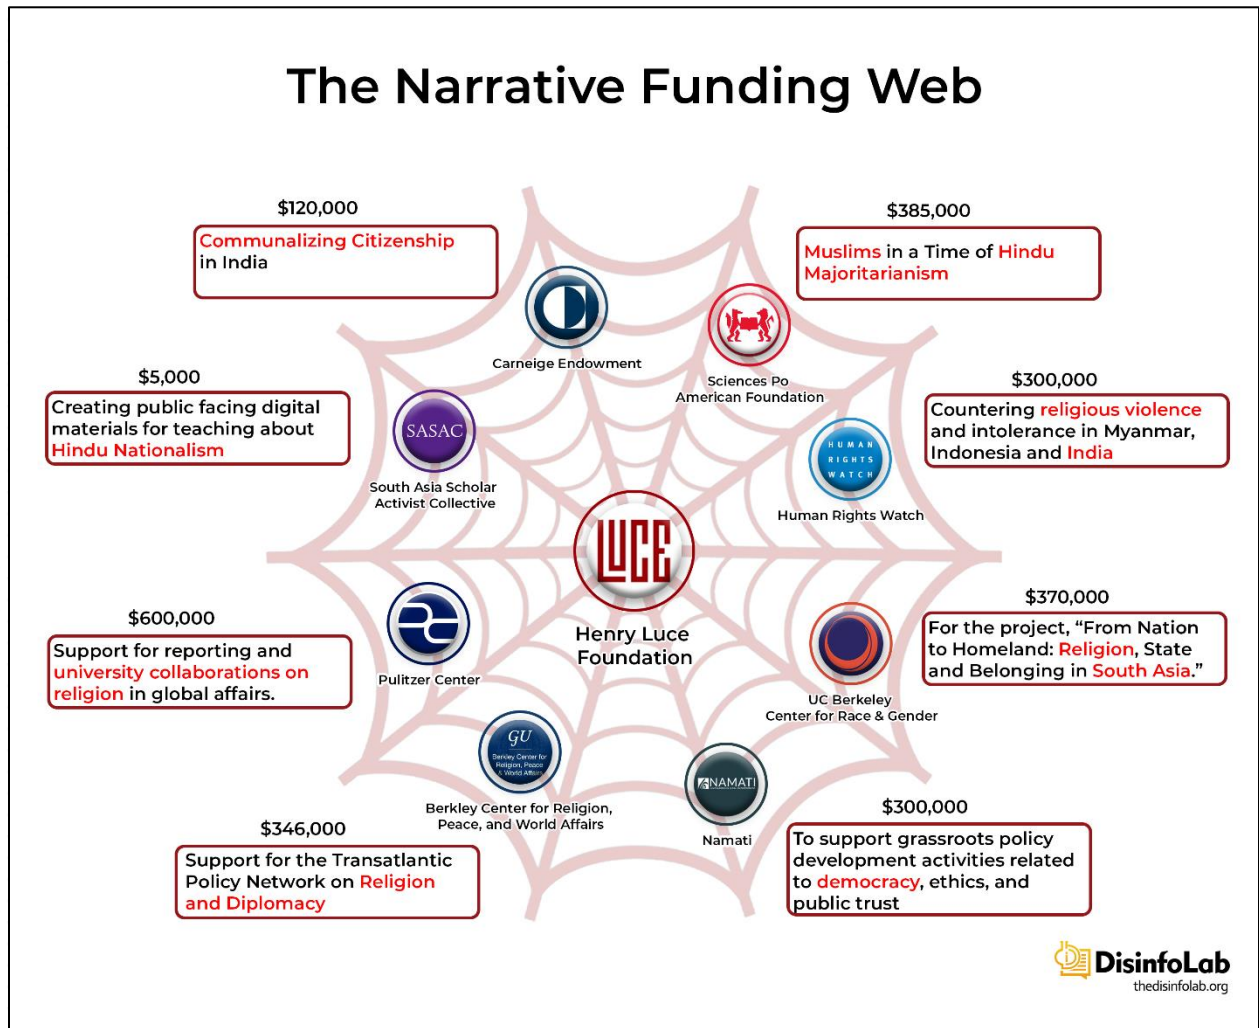 The Narrative Funding Web
$120,000
Communalizing Citizenship
in India
Carneige Endowment
$385,000
Muslims in a Time of Hindu
Majoritarianism
Sciences Po
American Foundation
$5,000
Creating public facing digital
materials for teaching about
Hindu Nationalism
SASAC
South Asia Scholar
Activist Collective
$300,000
Countering religious violence
and intolerance in Myanmar,
Indonesia and India
HUMAN
RIGHTS
WATCH
Human Rights Watch
LUCE
Henry Luce
Foundation
$600,000
Support for reporting and
university collaborations on
religion in global affairs.
Pulitzer Center
$370,000
For the project, “From Nation
to Homeland: Religion, State
and Belonging in South Asia.”
UC Berkeley
Center for Race & Gender
GU
Berkley Center for
Religion, Peace
& World Affairs
Berkley Center for Religion,
Peace, and World Affairs
$346,000
Support for the Transatlantic
Policy Network on Religion
and Diplomacy
NAMATI
Namati
$300,000
To support grassroots policy
development activities related
to democracy, ethics, and
public trust
DisinfoLab
thedisinfolab.org